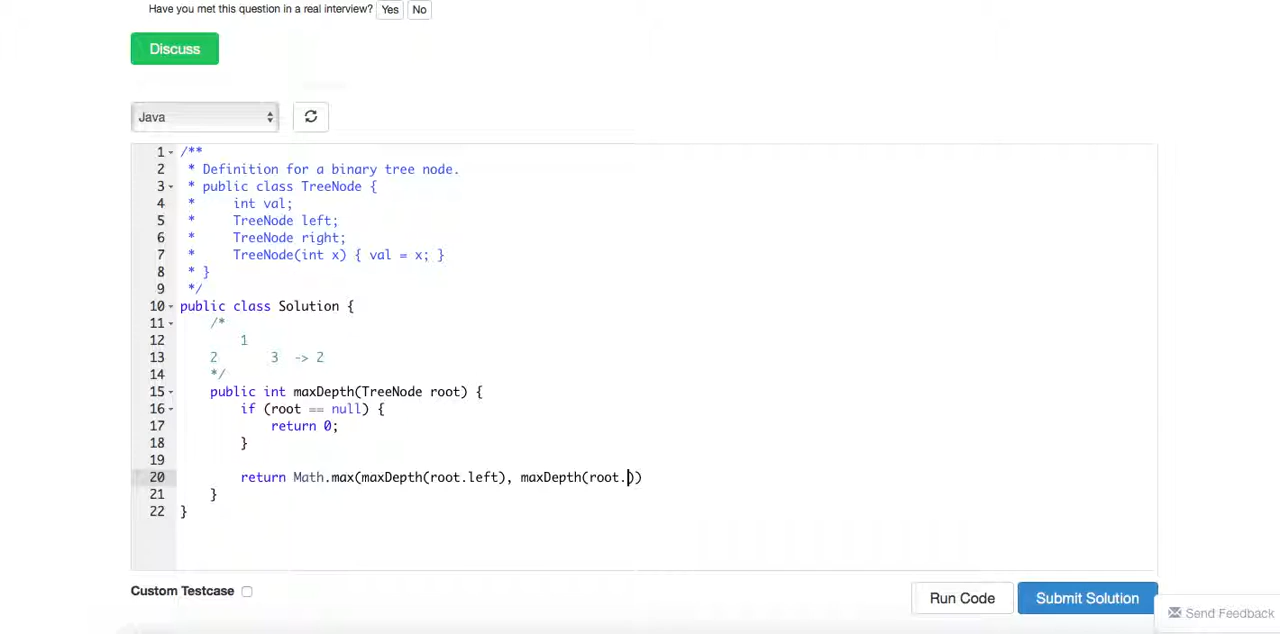 Have you met this question in a real interview? Yes No
Discuss
Java
1 /**
2 * Definition for a binary tree node.
3 * public class TreeNode {
4 *     int val;
5 *     TreeNode left;
6 *     TreeNode right;
7 *     TreeNode(int x) { val = x; }
8 * }
9 */
10 public class Solution {
11 /*
12 1
13 2 3 -> 2
14 */
15 public int maxDepth(TreeNode root) {
16 if (root == null) {
17 return 0;
18 }
19
20 return Math.max(maxDepth(root.left), maxDepth(root.))
21 }
22 }
Custom Testcase
Run Code Submit Solution
Send Feedback